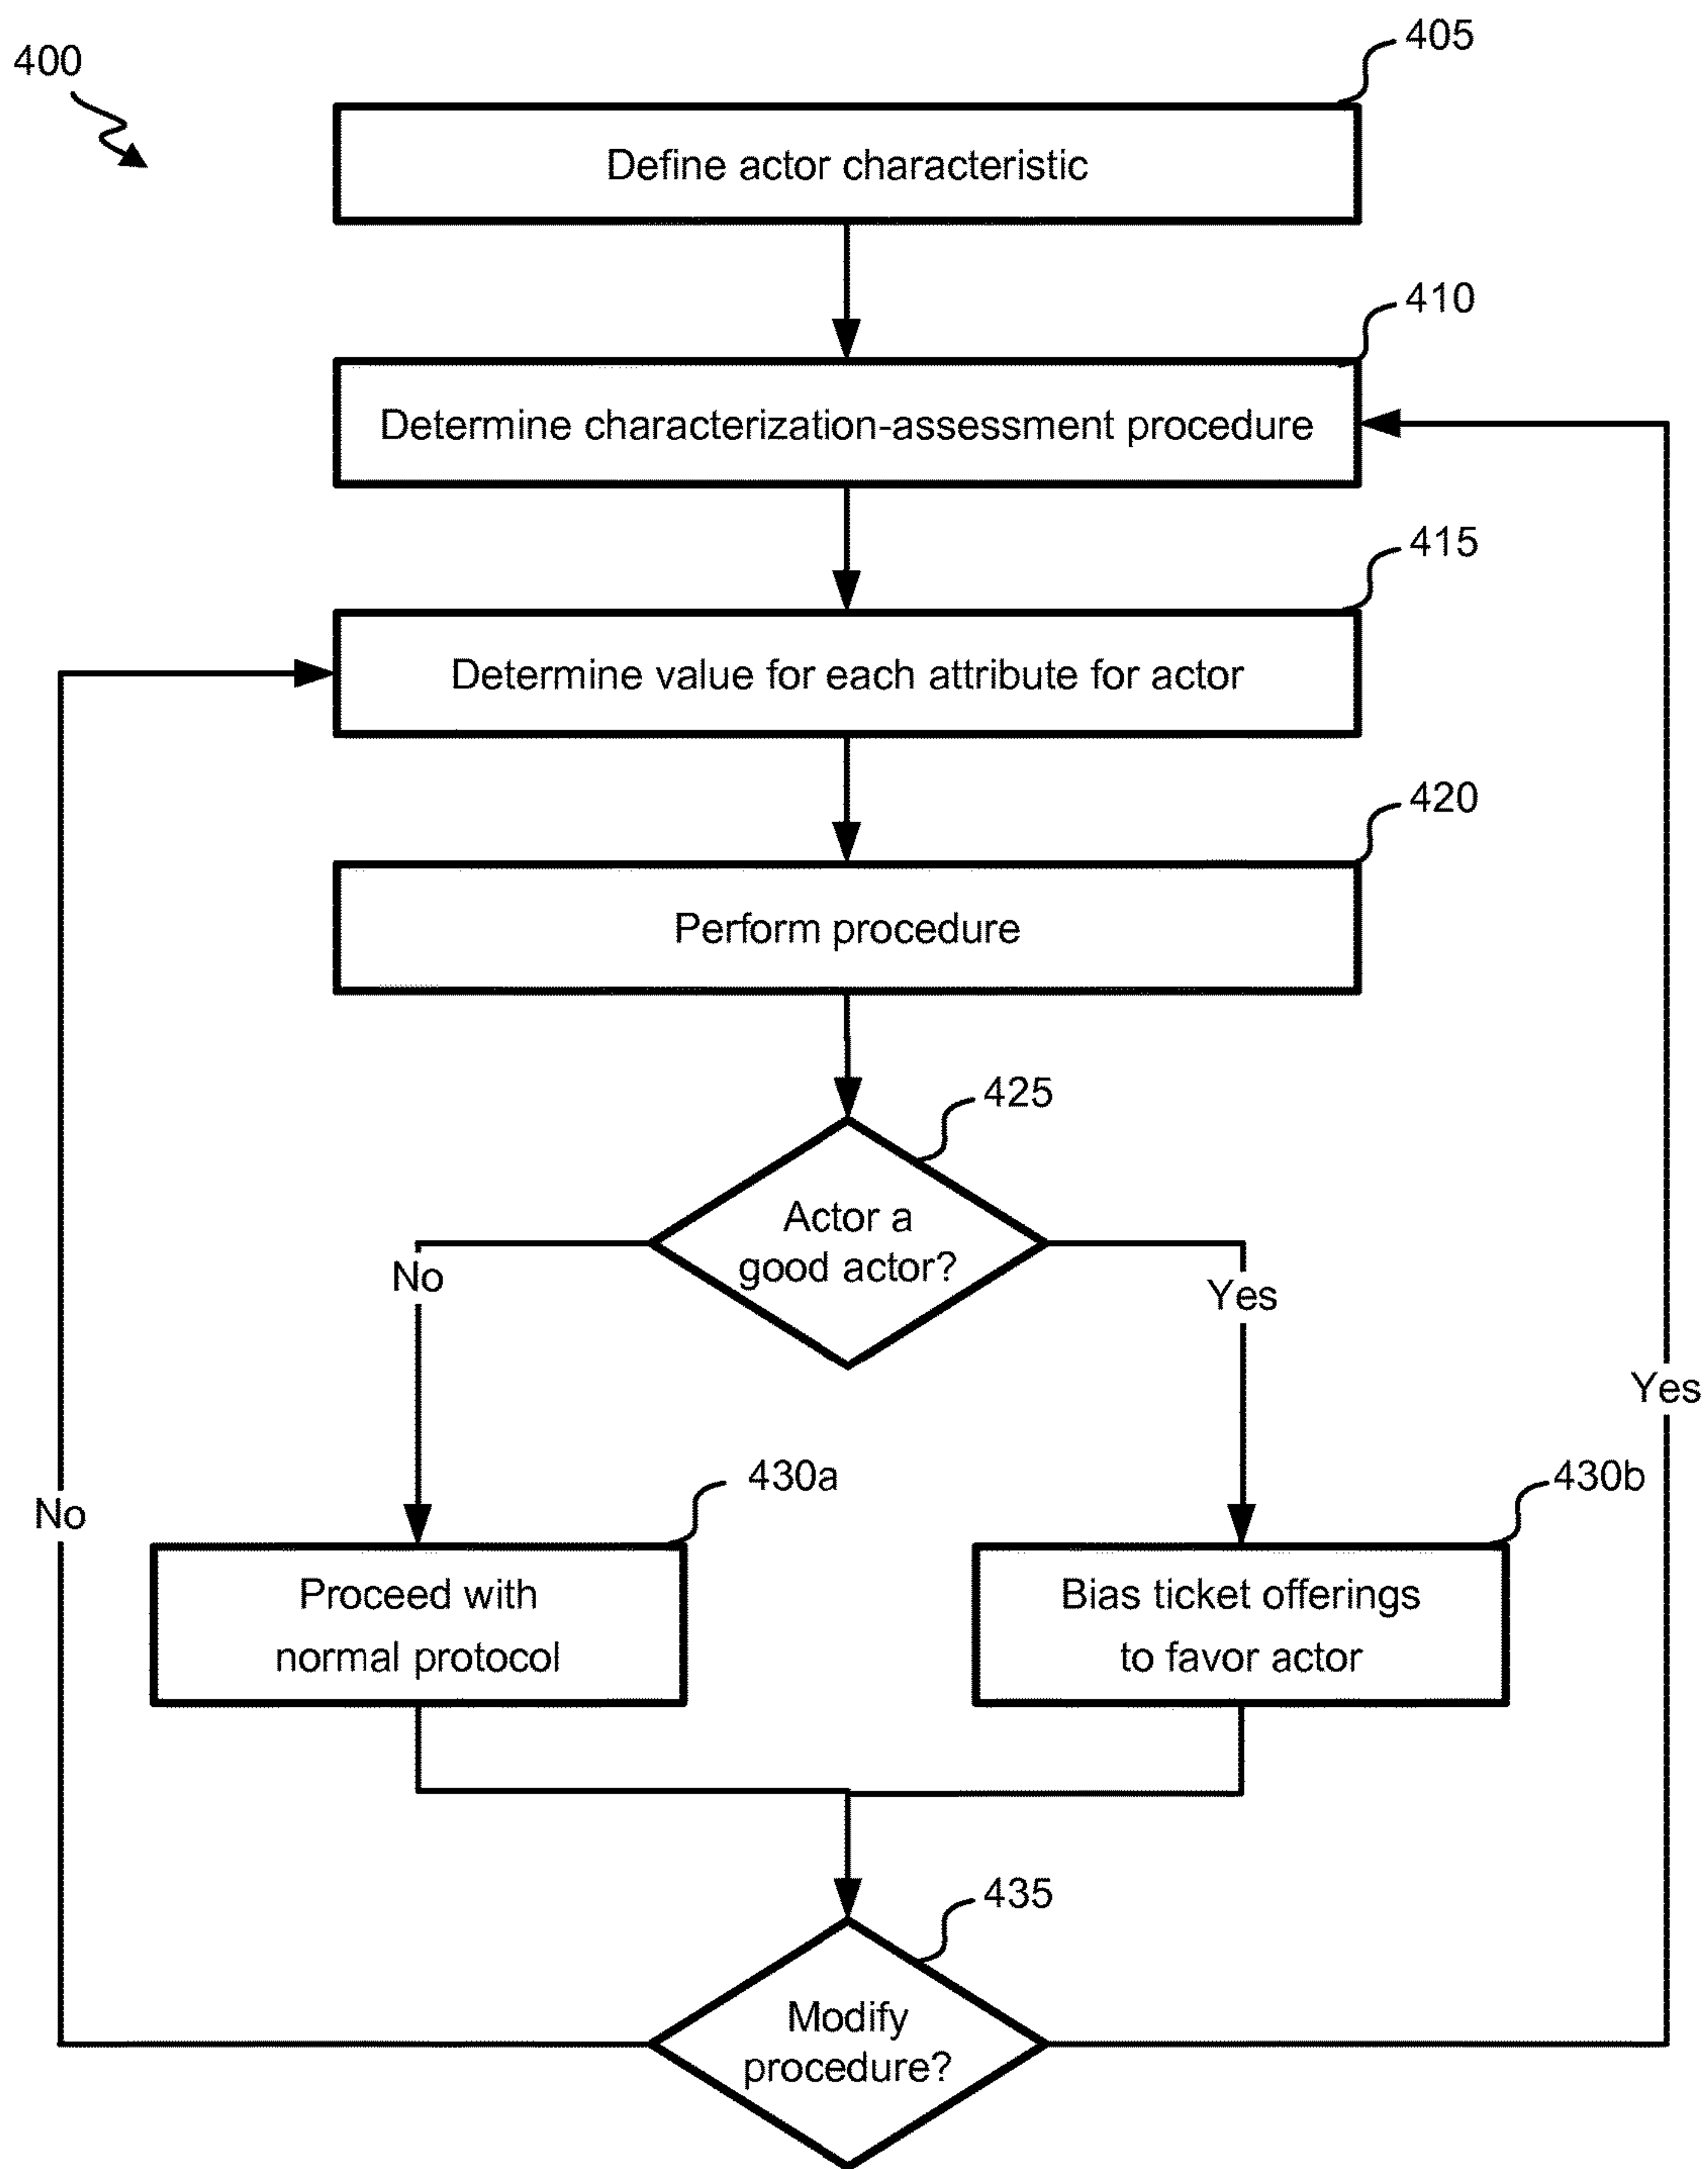 400
405
Define actor characteristic
410
Determine characterization-assessment procedure
415
Determine value for each attribute for actor
420
Perform procedure
425
Actor a
good actor?
No
Yes
Yes
430a
430b
No
Proceed with
normal protocol
Bias ticket offerings
to favor actor
435
Modify
procedure?